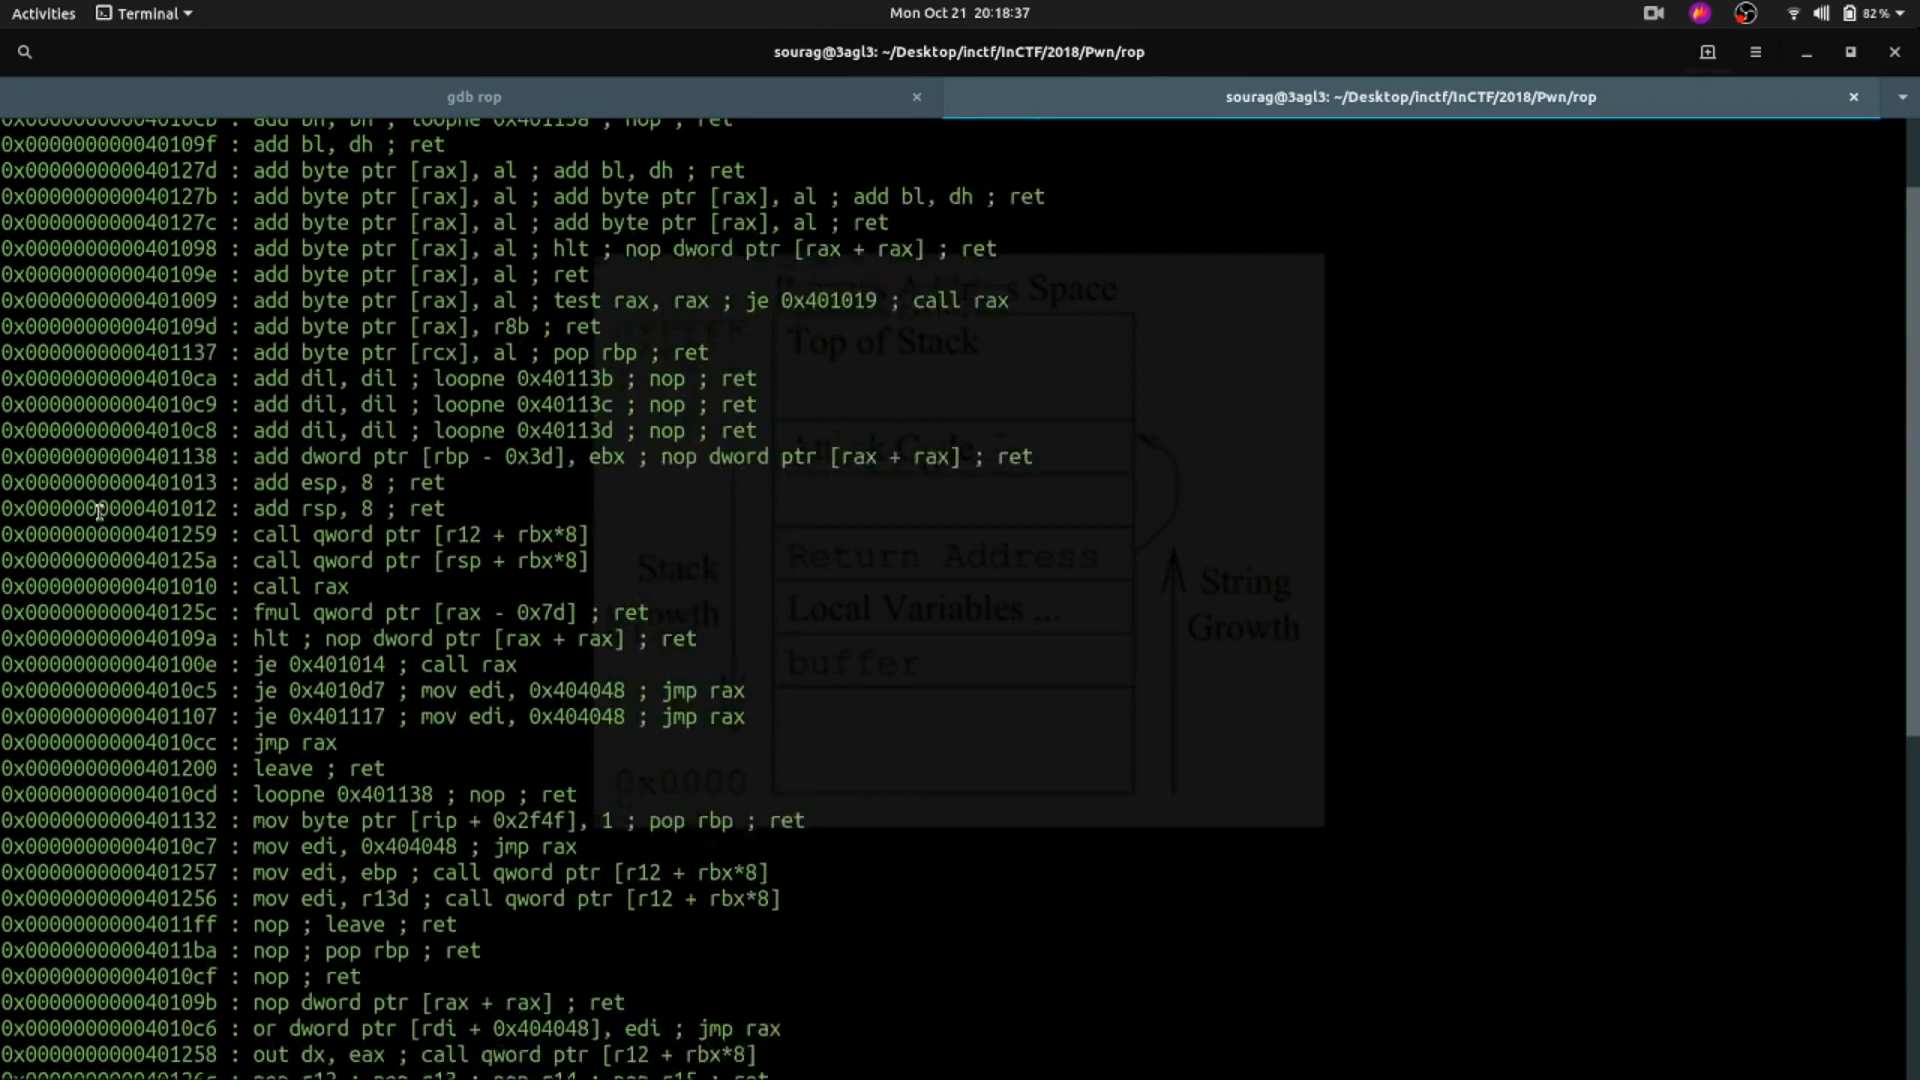 Activities Terminal Mon Oct 21 20:18:37 82%
sourag@3agl3: ~/Desktop/inctf/InCTF/2018/Pwn/rop
gdb rop
sourag@3agl3: ~/Desktop/inctf/InCTF/2018/Pwn/rop
0x000000000040109f : add bl, dh ; ret
0x000000000040127d : add byte ptr [rax], al ; add bl, dh ; ret
0x000000000040127b : add byte ptr [rax], al ; add byte ptr [rax], al ; add bl, dh ; ret
0x000000000040127c : add byte ptr [rax], al ; add byte ptr [rax], al ; ret
0x0000000000401098 : add byte ptr [rax], al ; hlt ; nop dword ptr [rax + rax] ; ret
0x000000000040109e : add byte ptr [rax], al ; ret
0x0000000000401009 : add byte ptr [rax], al ; test rax, rax ; je 0x401019 ; call rax
0x000000000040109d : add byte ptr [rax], r8b ; ret
0x0000000000401137 : add byte ptr [rcx], al ; pop rbp ; ret
0x00000000004010ca : add dil, dil ; loopne 0x40113b ; nop ; ret
0x00000000004010c9 : add dil, dil ; loopne 0x40113c ; nop ; ret
0x00000000004010c8 : add dil, dil ; loopne 0x40113d ; nop ; ret
0x0000000000401138 : add dword ptr [rbp - 0x3d], ebx ; nop dword ptr [rax + rax] ; ret
0x0000000000401013 : add esp, 8 ; ret
0x0000000000401012 : add rsp, 8 ; ret
0x0000000000401259 : call qword ptr [r12 + rbx*8]
0x000000000040125a : call qword ptr [rsp + rbx*8]
0x0000000000401010 : call rax
0x000000000040125c : fmul qword ptr [rax - 0x7d] ; ret
0x000000000040109a : hlt ; nop dword ptr [rax + rax] ; ret
0x000000000040100e : je 0x401014 ; call rax
0x00000000004010c5 : je 0x4010d7 ; mov edi, 0x404048 ; jmp rax
0x0000000000401107 : je 0x401117 ; mov edi, 0x404048 ; jmp rax
0x00000000004010cc : jmp rax
0x0000000000401200 : leave ; ret
0x00000000004010cd : loopne 0x401138 ; nop ; ret
0x0000000000401132 : mov byte ptr [rip + 0x2f4f], 1 ; pop rbp ; ret
0x00000000004010c7 : mov edi, 0x404048 ; jmp rax
0x0000000000401257 : mov edi, ebp ; call qword ptr [r12 + rbx*8]
0x0000000000401256 : mov edi, r13d ; call qword ptr [r12 + rbx*8]
0x00000000004011ff : nop ; leave ; ret
0x00000000004011ba : nop ; pop rbp ; ret
0x00000000004010cf : nop ; ret
0x000000000040109b : nop dword ptr [rax + rax] ; ret
0x00000000004010c6 : or dword ptr [rdi + 0x404048], edi ; jmp rax
0x0000000000401258 : out dx, eax ; call qword ptr [r12 + rbx*8]
Space
Top of Stack
Return Address
Local Variables ...
buffer
Stack
Growth
String
Growth
0x0000